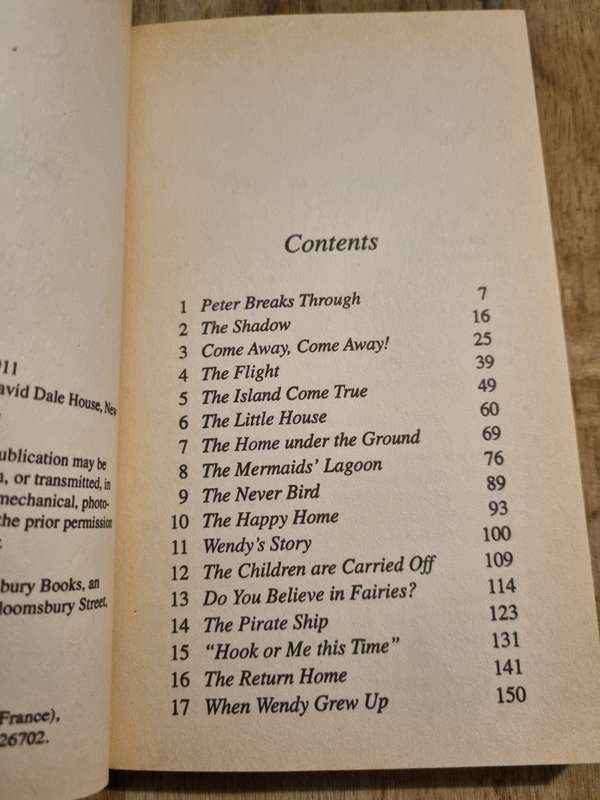 11
avid Dale House, New
ublication may be
n, or transmitted, in
mechanical, photo-
the prior permission
bury Books, an
loomsbury Street,
France),
26702.
Contents
1 Peter Breaks Through 7
2 The Shadow 16
3 Come Away, Come Away! 25
4 The Flight 39
5 The Island Come True 49
6 The Little House 60
7 The Home under the Ground 69
8 The Mermaids' Lagoon 76
9 The Never Bird 89
10 The Happy Home 93
11 Wendy's Story 100
12 The Children are Carried Off 109
13 Do You Believe in Fairies? 114
14 The Pirate Ship 123
15 "Hook or Me this Time" 131
16 The Return Home 141
17 When Wendy Grew Up 150